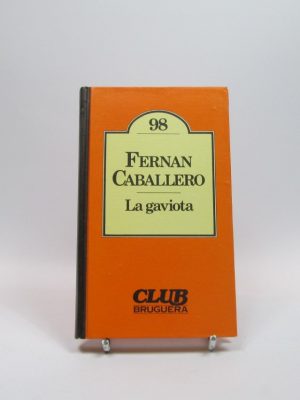 98
FERNAN
CABALLERO
La gaviota
CLUB
BRUGUERA